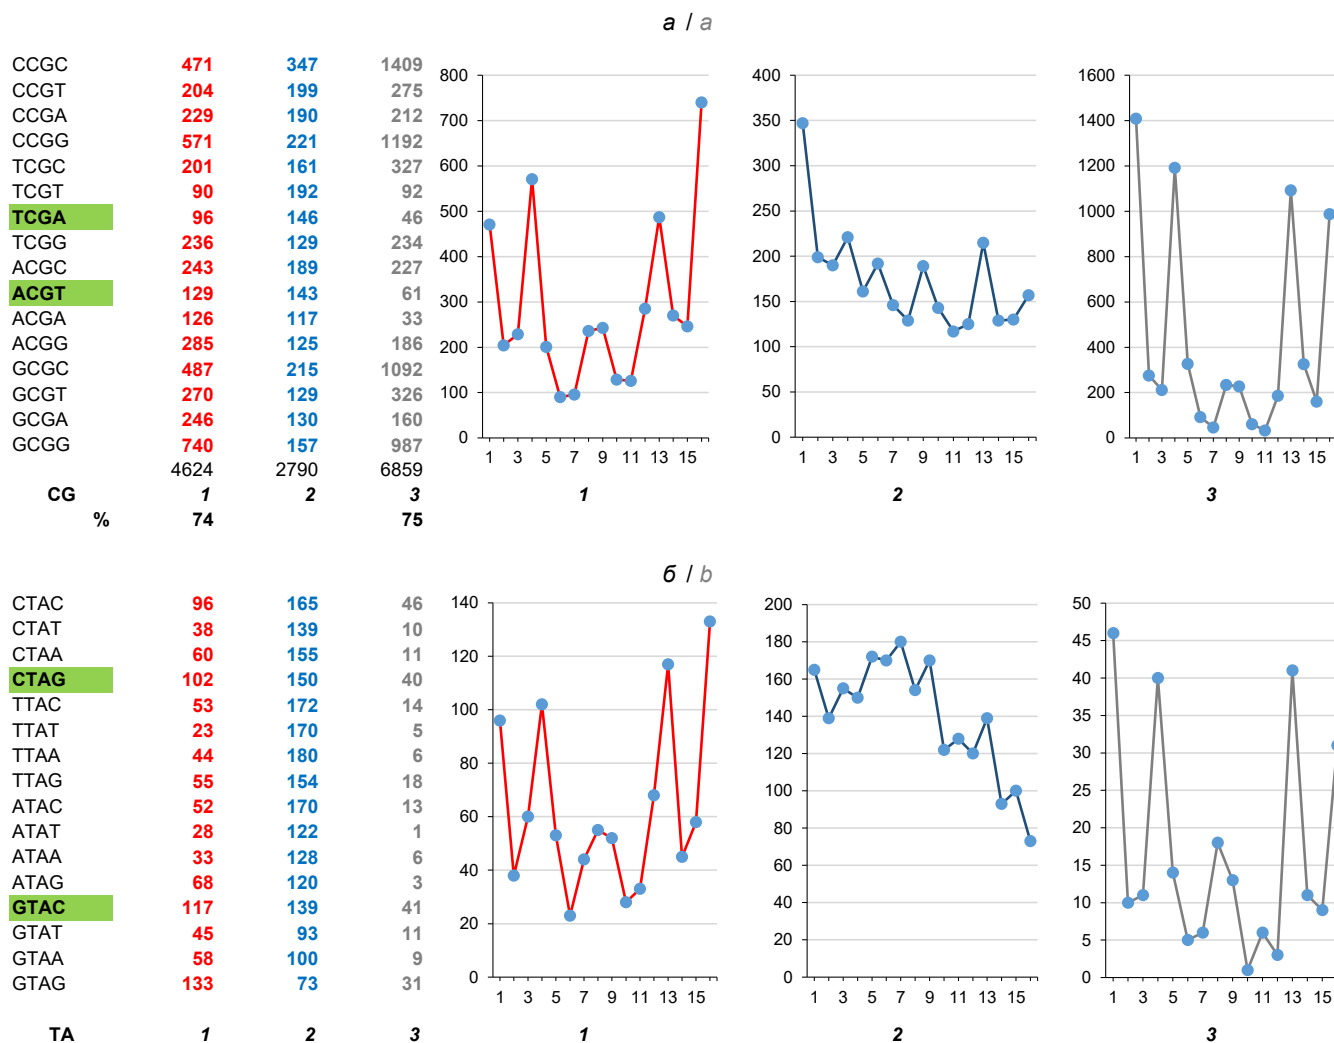 а / a
CCGC 471 347 1409
CCGT 204 199 275
CCGA 229 190 212
CCGG 571 221 1192
TCGC 201 161 327
TCGT 90 192 92
TCGA 96 146 46
TCGG 236 129 234
ACGC 243 189 227
ACGT 129 143 61
ACGA 126 117 33
ACGG 285 125 186
GCGC 487 215 1092
GCGT 270 129 326
GCGA 246 130 160
GCGG 740 157 987
4624 2790 6859
CG 1 2 3
% 74 75
800
700
600
500
400
300
200
100
0
1 3 5 7 9 11 13 15
1
400
350
300
250
200
150
100
50
0
1 3 5 7 9 11 13 15
2
1600
1400
1200
1000
800
600
400
200
0
1 3 5 7 9 11 13 15
3
б / b
CTAC 96 165 46
CTAT 38 139 10
CTAA 60 155 11
CTAG 102 150 40
TTAC 53 172 14
TTAT 23 170 5
TTAA 44 180 6
TTAG 55 154 18
ATAC 52 170 13
ATAT 28 122 1
ATAA 33 128 6
ATAG 68 120 3
GTAC 117 139 41
GTAT 45 93 11
GTAA 58 100 9
GTAG 133 73 31
TA 1 2 3
140
120
100
80
60
40
20
0
1 3 5 7 9 11 13 15
1
200
180
160
140
120
100
80
60
40
20
0
1 3 5 7 9 11 13 15
2
50
45
40
35
30
25
20
15
10
5
0
1 3 5 7 9 11 13 15
3